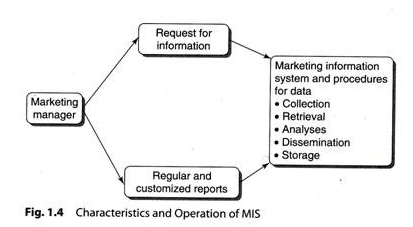 Request for
information
Marketing
manager
Marketing information
system and procedures
for data
• Collection
• Retrieval
• Analyses
• Dissemination
• Storage
Regular and
customized reports
Fig. 1.4 Characteristics and Operation of MIS